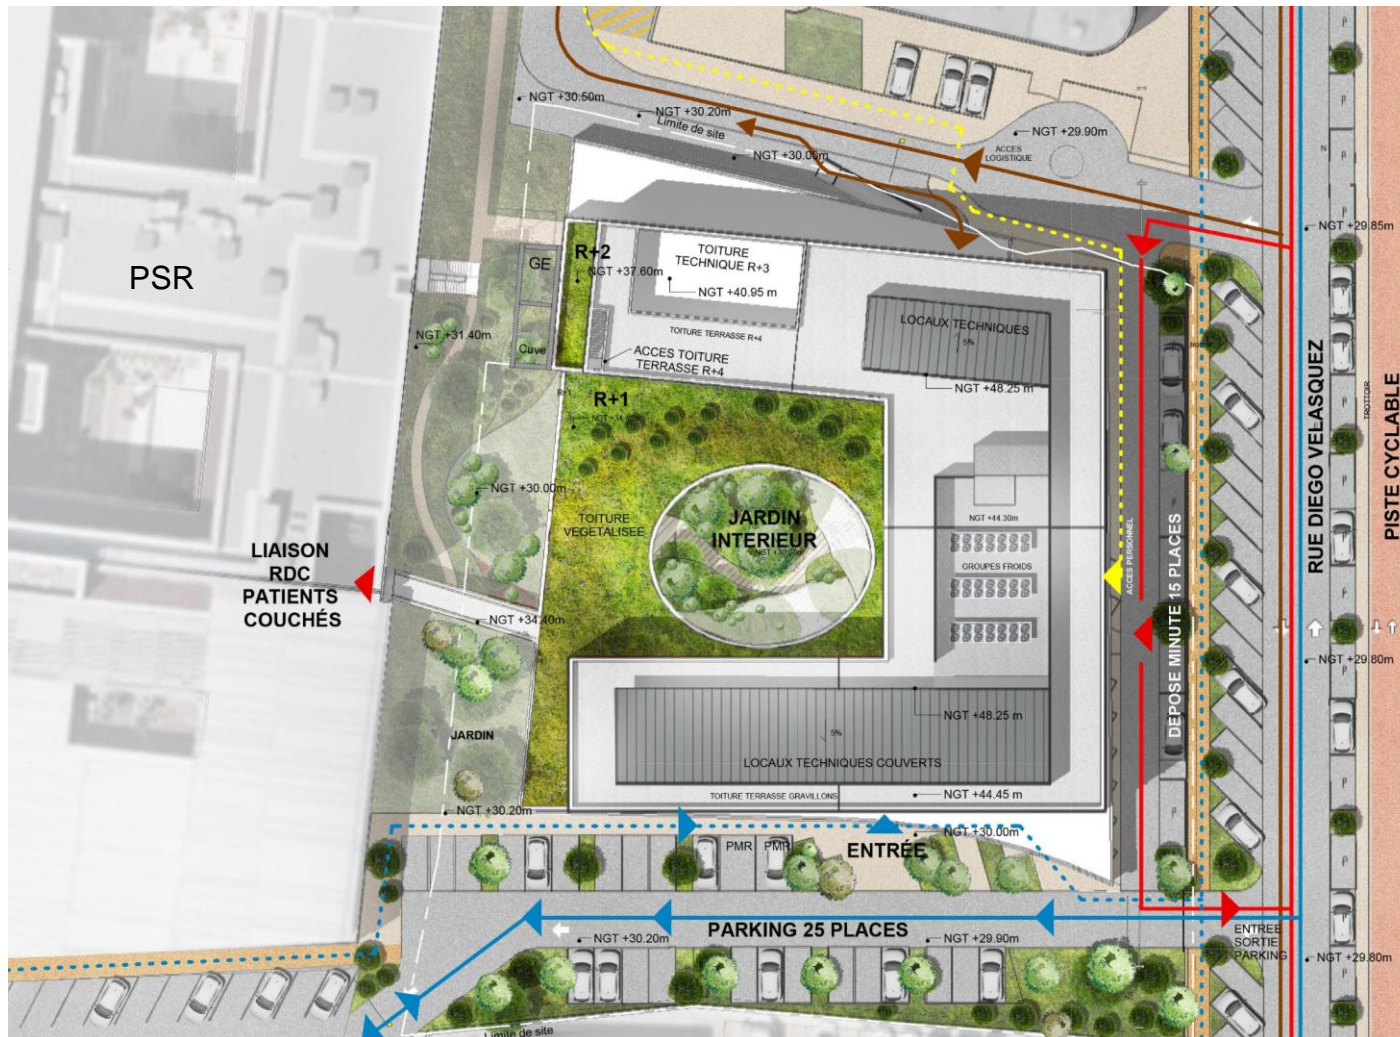 NGT +30.50m
NGT +30.20m
Limite de site
NGT +29.90m
NGT +30.00m
ACCES
LOGISTIQUE
NGT +29.85m
PSR
GE
R+2
NGT +37.60m
TOITURE
TECHNIQUE R+3
NGT +40.95 m
LOCAUX TECHNIQUES
5%
NGT +31.40m
TOITURE TERRASSE R+4
Cuve
ACCES TOITURE
TERRASSE R+4
NGT +48.25 m
R+1
R+1
NGT +30.00m
TOITURE
VEGETALISEE
JARDIN
INTERIEUR
NGT +44.30m
GROUPES FROIDS
ACCES PERSONNEL
DEPOSE MINUTE 15 PLACES
RUE DIEGO VELASQUEZ
TROTTOIR
PISTE CYCLABLE
LIAISON
RDC
PATIENTS
COUCHÉS
NGT +34.40m
NGT +29.80m
NGT +48.25 m
JARDIN
5%
LOCAUX TECHNIQUES COUVERTS
TOITURE TERRASSE GRAVILLONS
NGT +44.45 m
NGT +30.20m
NGT +30.00m
PMR PMR
ENTRÉE
PARKING 25 PLACES
NGT +30.20m
NGT +29.90m
ENTREE
SORTIE
PARKING
NGT +29.80m
Limite de site